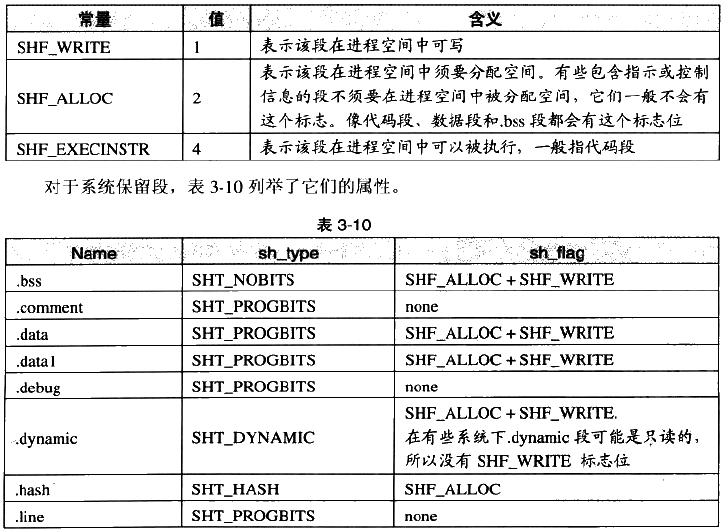 常量 值 含义
SHF_WRITE 1 表示该段在进程空间中可写
表示该段在进程空间中须要分配空间。有些包含指示或控制
SHF_ALLOC 2 信息的段不须要在进程空间中被分配空间，它们一般不会有
这个标志。像代码段、数据段和.bss 段都会有这个标志位
SHF_EXECINSTR 4 表示该段在进程空间中可以被执行，一般指代码段
对于系统保留段，表 3-10 列举了它们的属性。
表 3-10
Name sh_type sh_flag
.bss SHT_NOBITS SHF_ALLOC + SHF_WRITE
.comment SHT_PROGBITS none
.data SHT_PROGBITS SHF_ALLOC + SHF_WRITE
.data1 SHT_PROGBITS SHF_ALLOC + SHF_WRITE
.debug SHT_PROGBITS none
SHF_ALLOC + SHF_WRITE.
.dynamic SHT_DYNAMIC 在有些系统下.dynamic 段可能是只读的，
所以没有 SHF_WRITE 标志位
.hash SHT_HASH SHF_ALLOC
.line SHT_PROGBITS none